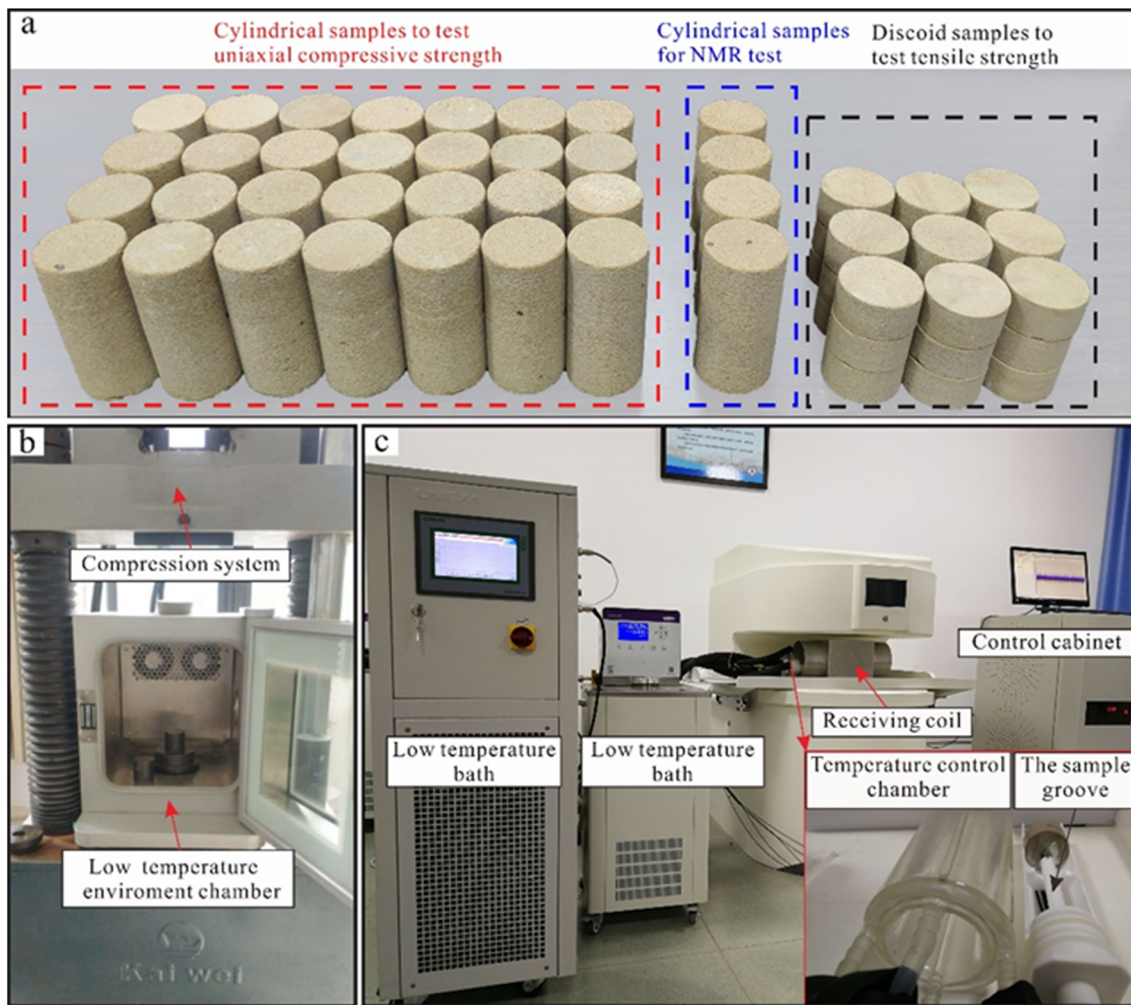 a
Cylindrical samples to test
uniaxial compressive strength
Cylindrical samples
for NMR test
Discoid samples to
test tensile strength
b
Compression system
Low temperature
enviroment chamber
Kai wei
c
Low temperature
bath
Low temperature
bath
Receiving coil
Control cabinet
Temperature control
chamber
The sample
groove